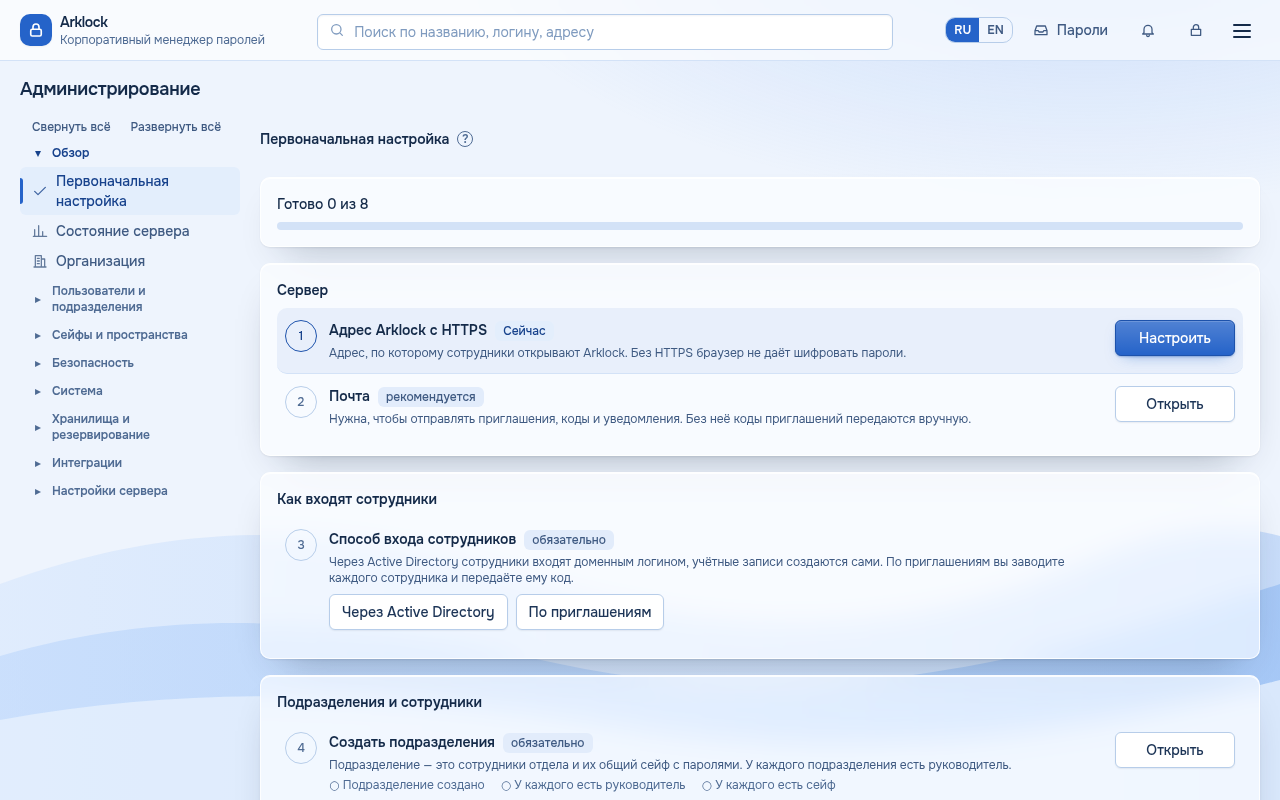 Arklock
Корпоративный менеджер паролей
Поиск по названию, логину, адресу
RU EN
Пароли
Администрирование
Свернуть всё Развернуть всё
Обзор
Первоначальная
настройка
Состояние сервера
Организация
Пользователи и
подразделения
Сейфы и пространства
Безопасность
Система
Хранилища и
резервирование
Интеграции
Настройки сервера
Первоначальная настройка ?
Готово 0 из 8
Сервер
1 Адрес Arklock с HTTPS Сейчас
Адрес, по которому сотрудники открывают Arklock. Без HTTPS браузер не даёт шифровать пароли.
Настроить
2 Почта рекомендуется
Нужна, чтобы отправлять приглашения, коды и уведомления. Без неё коды приглашений передаются вручную.
Открыть
Как входят сотрудники
3 Способ входа сотрудников обязательно
Через Active Directory сотрудники входят доменным логином, учётные записи создаются сами. По приглашениям вы заводите
каждого сотрудника и передаёте ему код.
Через Active Directory По приглашениям
Подразделения и сотрудники
4 Создать подразделения обязательно
Подразделение — это сотрудники отдела и их общий сейф с паролями. У каждого подразделения есть руководитель.
Подразделение создано У каждого есть руководитель У каждого есть сейф
Открыть